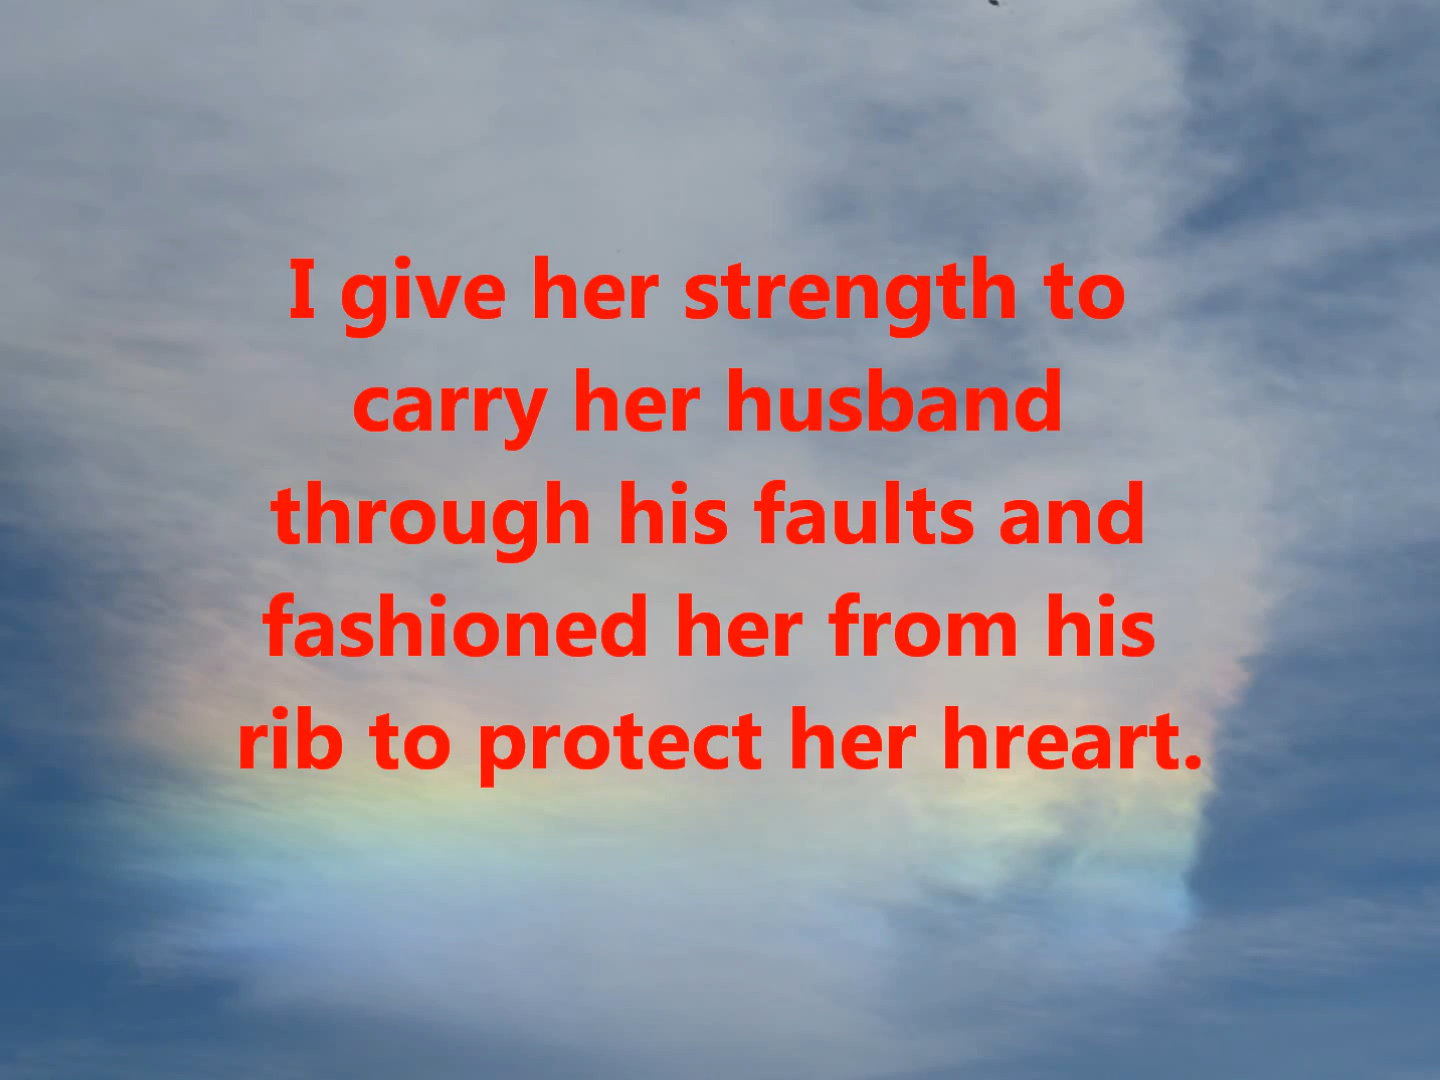 I give her strength to
carry her husband
through his faults and
fashioned her from his
rib to protect her hreart.